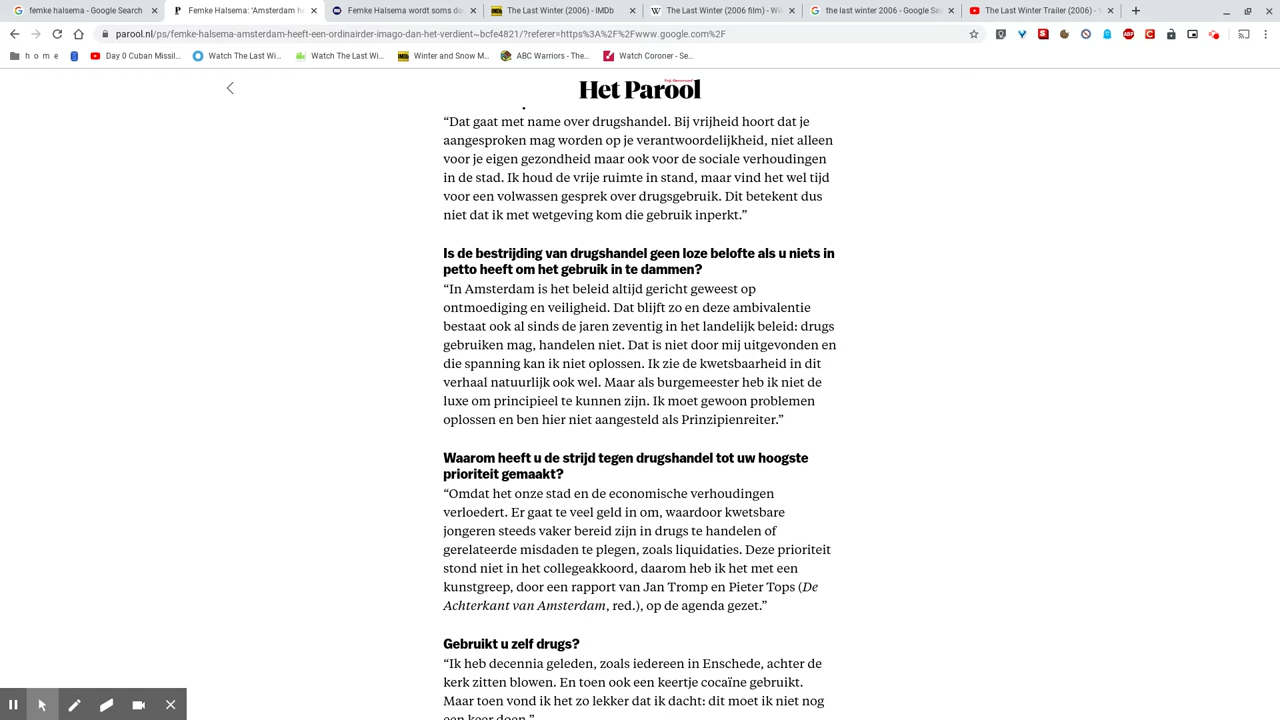 femke halsema - Google Search
Femke Halsema: 'Amsterdam he
Femke Halsema wordt soms do
The Last Winter (2006) - IMDb
The Last Winter (2006 film) - Wi
the last winter 2006 - Google Se
The Last Winter Trailer (2006) -
parool.nl/ps/femke-halsema-amsterdam-heeft-een-ordinairder-imago-dan-het-verdient~bcfe4821/?referer=https%3A%2F%2Fwww.google.com%2F
h o m e
Day 0 Cuban Missil...
Watch The Last Wi...
Watch The Last Wi...
Winter and Snow M...
ABC Warriors - The...
Watch Coroner - Se...
Het Parool
“Dat gaat met name over drugshandel. Bij vrijheid hoort dat je
aangesproken mag worden op je verantwoordelijkheid, niet alleen
voor je eigen gezondheid maar ook voor de sociale verhoudingen
in de stad. Ik houd de vrije ruimte in stand, maar vind het wel tijd
voor een volwassen gesprek over drugsgebruik. Dit betekent dus
niet dat ik met wetgeving kom die gebruik inperkt.”
Is de bestrijding van drugshandel geen loze belofte als u niets in
petto heeft om het gebruik in te dammen?
“In Amsterdam is het beleid altijd gericht geweest op
ontmoediging en veiligheid. Dat blijft zo en deze ambivalentie
bestaat ook al sinds de jaren zeventig in het landelijk beleid: drugs
gebruiken mag, handelen niet. Dat is niet door mij uitgevonden en
die spanning kan ik niet oplossen. Ik zie de kwetsbaarheid in dit
verhaal natuurlijk ook wel. Maar als burgemeester heb ik niet de
luxe om principieel te kunnen zijn. Ik moet gewoon problemen
oplossen en ben hier niet aangesteld als Prinzipienreiter.”
Waarom heeft u de strijd tegen drugshandel tot uw hoogste
prioriteit gemaakt?
“Omdat het onze stad en de economische verhoudingen
verloedert. Er gaat te veel geld in om, waardoor kwetsbare
jongeren steeds vaker bereid zijn in drugs te handelen of
gerelateerde misdaden te plegen, zoals liquidaties. Deze prioriteit
stond niet in het collegeakkoord, daarom heb ik het met een
kunstgreep, door een rapport van Jan Tromp en Pieter Tops (De
Achterkant van Amsterdam, red.), op de agenda gezet.”
Gebruikt u zelf drugs?
“Ik heb decennia geleden, zoals iedereen in Enschede, achter de
kerk zitten blowen. En toen ook een keertje cocaïne gebruikt.
Maar toen vond ik het zo lekker dat ik dacht: dit moet ik niet nog
een keer doen.”